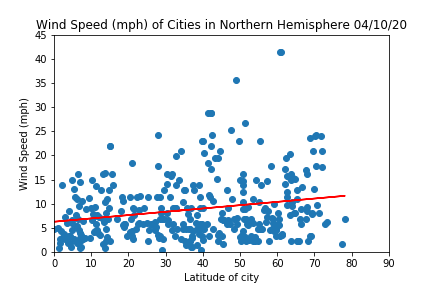 Wind Speed (mph) of Cities in Northern Hemisphere 04/10/20
45
40
35
30
25
20
15
10
5
0
Wind Speed (mph)
0 10 20 30 40 50 60 70 80 90
Latitude of city